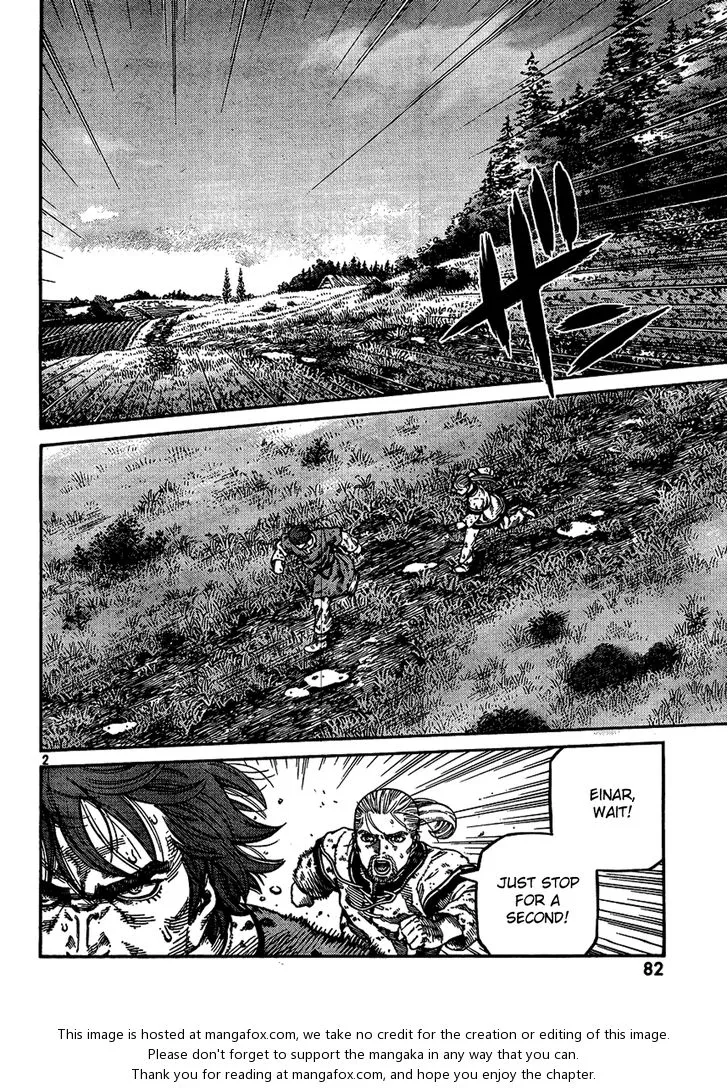 ザッ
2
EINAR,
WAIT!
JUST STOP
FOR A
SECOND!
82
This image is hosted at mangafox.com, we take no credit for the creation or editing of this image.
Please don't forget to support the mangaka in any way that you can.
Thank you for reading at mangafox.com, and hope you enjoy the chapter.